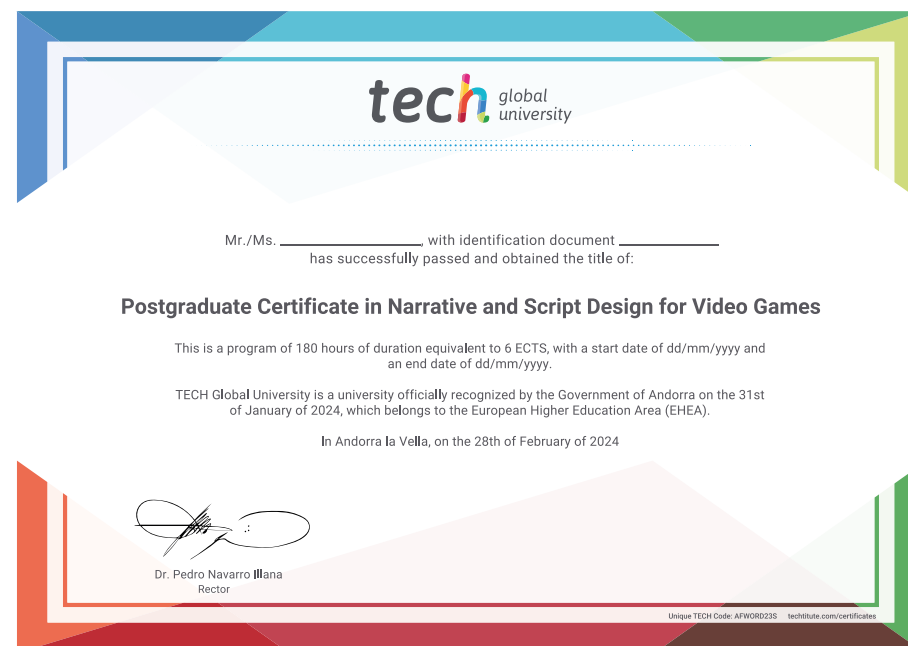 tech global
university
Mr./Ms. ____________________, with identification document ______________
has successfully passed and obtained the title of:
Postgraduate Certificate in Narrative and Script Design for Video Games
This is a program of 180 hours of duration equivalent to 6 ECTS, with a start date of dd/mm/yyyy and
an end date of dd/mm/yyyy.
TECH Global University is a university officially recognized by the Government of Andorra on the 31st
of January of 2024, which belongs to the European Higher Education Area (EHEA).
In Andorra la Vella, on the 28th of February of 2024
Dr. Pedro Navarro Illana
Rector
Unique TECH Code: AFWORD23S techtitute.com/certificates